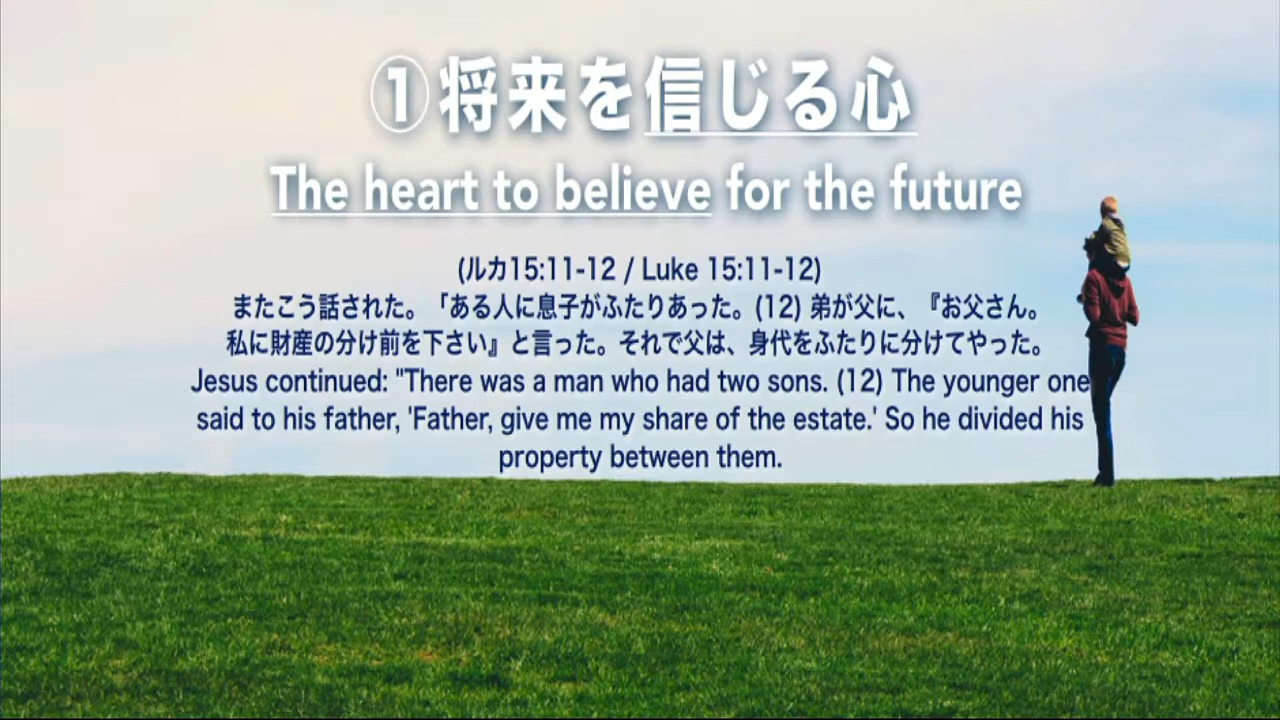 ①将来を信じる心
The heart to believe for the future
(ルカ15:11-12 / Luke 15:11-12)
またこう話された。「ある人に息子がふたりあった。(12) 弟が父に、『お父さん。
私に財産の分け前を下さい』と言った。それで父は、身代をふたりに分けてやった。
Jesus continued: "There was a man who had two sons. (12) The younger one
said to his father, 'Father, give me my share of the estate.' So he divided his
property between them.